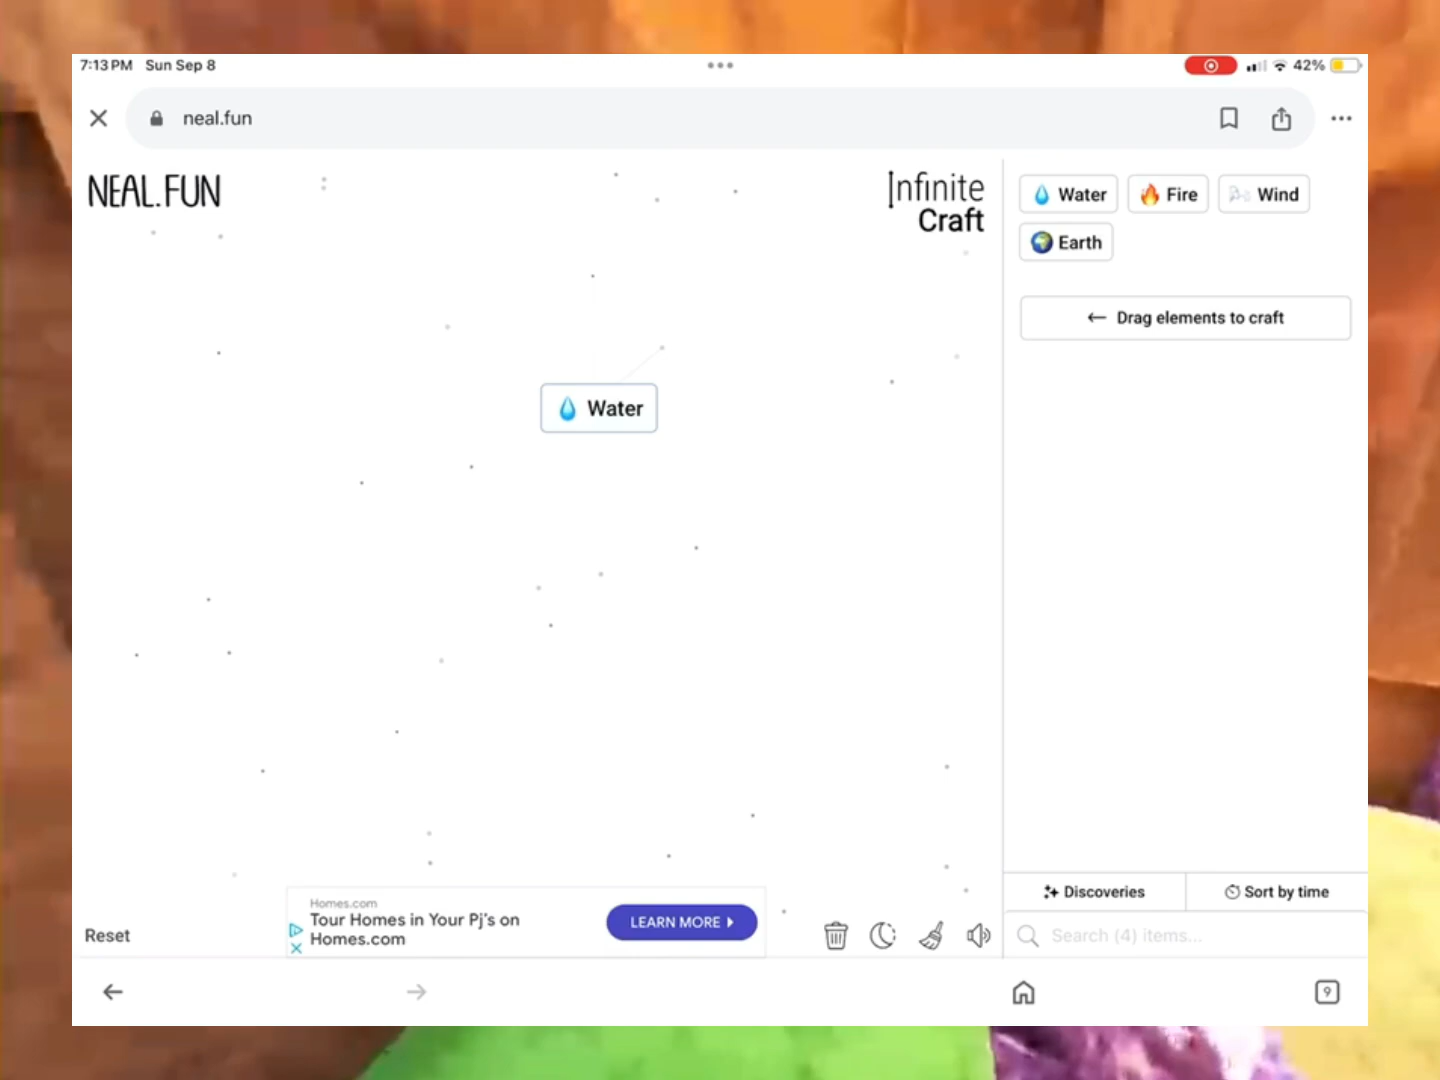 7:13 PM Sun Sep 8
42%
neal.fun
NEAL.FUN
Infinite
Craft
Water
Fire
Wind
Earth
← Drag elements to craft
Water
Discoveries
Sort by time
Homes.com
Tour Homes in Your Pj's on
Homes.com
LEARN MORE
Reset
Search (4) items...
9